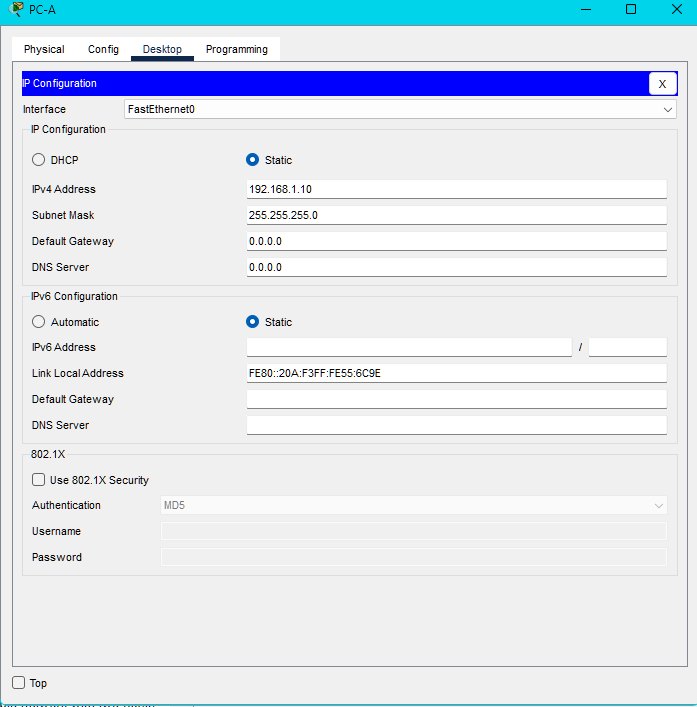 PC-A
Physical Config Desktop Programming
IP Configuration X
Interface FastEthernet0
IP Configuration
DHCP Static
IPv4 Address 192.168.1.10
Subnet Mask 255.255.255.0
Default Gateway 0.0.0.0
DNS Server 0.0.0.0
IPv6 Configuration
Automatic Static
IPv6 Address /
Link Local Address FE80::20A:F3FF:FE55:6C9E
Default Gateway
DNS Server
802.1X
Use 802.1X Security
Authentication MD5
Username
Password
Top